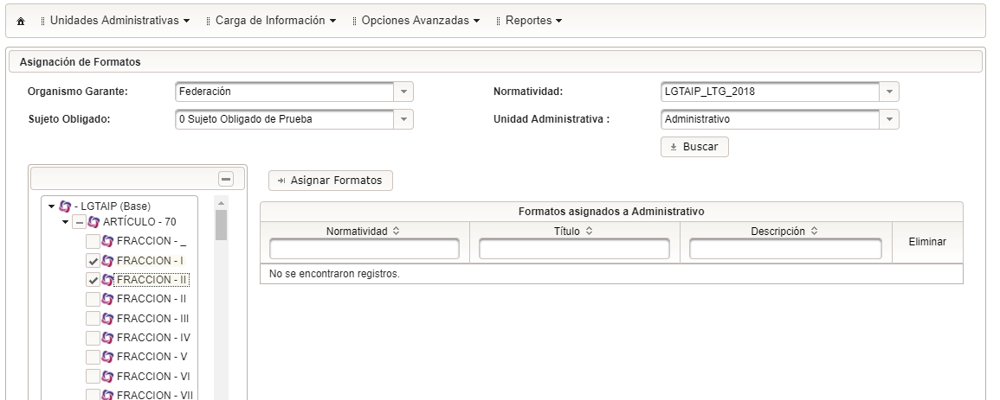 Unidades Administrativas Carga de Información Opciones Avanzadas Reportes
Asignación de Formatos
Organismo Garante: Federación Normatividad: LGTAIP_LTG_2018
Sujeto Obligado: 0 Sujeto Obligado de Prueba Unidad Administrativa : Administrativo
Buscar
Asignar Formatos
- LGTAIP (Base)
ARTÍCULO - 70
FRACCION - _
FRACCION - I
FRACCION - II
FRACCION - II
FRACCION - III
FRACCION - IV
FRACCION - V
FRACCION - VI
FRACCION - VII
Formatos asignados a Administrativo
Normatividad Título Descripción Eliminar
No se encontraron registros.